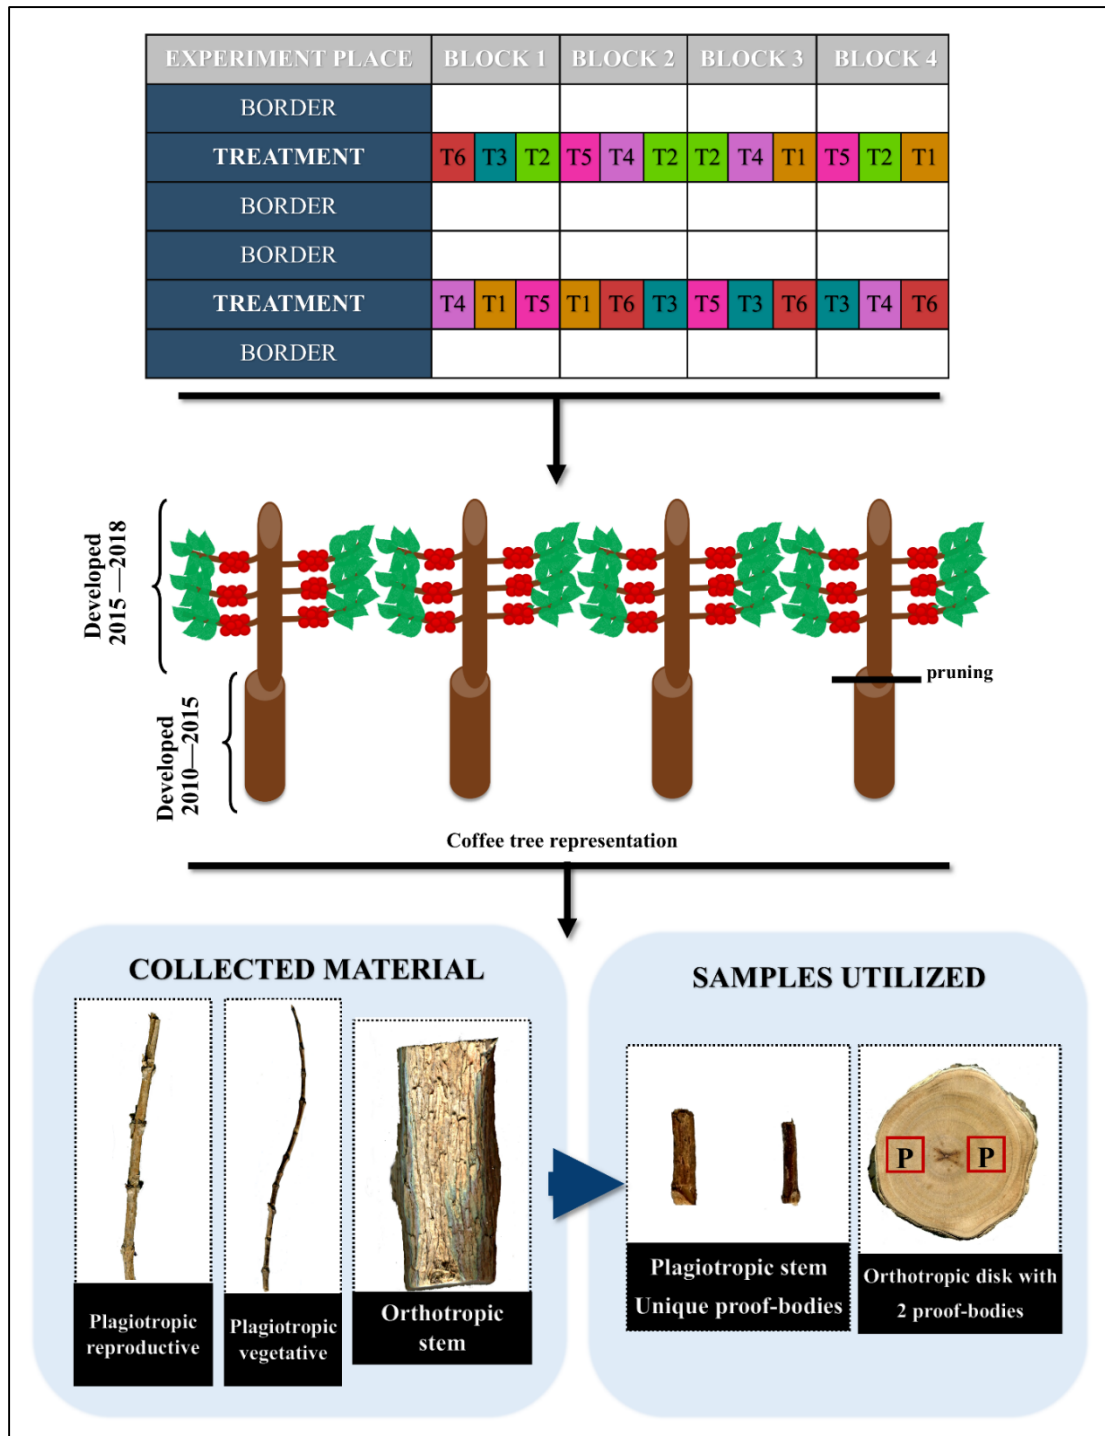 EXPERIMENT PLACE BLOCK 1 BLOCK 2 BLOCK 3 BLOCK 4
BORDER
TREATMENT T6 T3 T2 T5 T4 T2 T2 T4 T1 T5 T2 T1
BORDER
BORDER
TREATMENT T4 T1 T5 T1 T6 T3 T5 T3 T6 T3 T4 T6
BORDER
Developed
2015 — 2018
pruning
Developed
2010—2015
Coffee tree representation
COLLECTED MATERIAL
Plagiotropic
reproductive
Plagiotropic
vegetative
Orthotropic
stem
SAMPLES UTILIZED
P P
Plagiotropic stem
Unique proof-bodies
Orthotropic disk with
2 proof-bodies